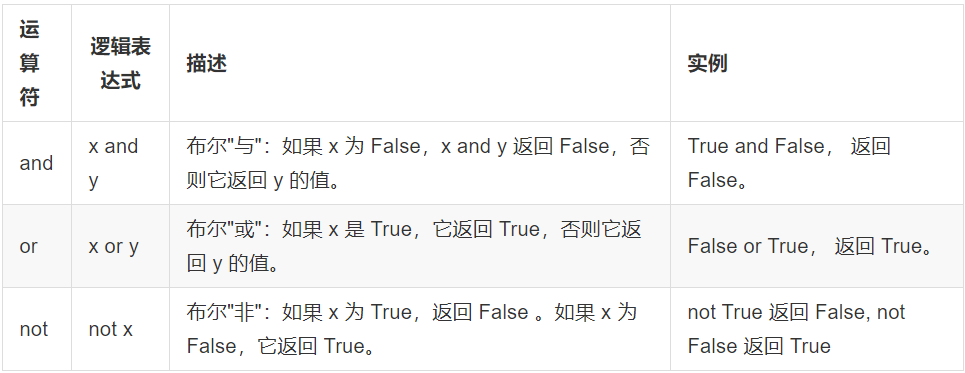 运
算
符
逻辑表
达式
描述
实例
and
x and
y
布尔"与"：如果 x 为 False，x and y 返回 False，否
则它返回 y 的值。
True and False， 返回
False。
or
x or y
布尔"或"：如果 x 是 True，它返回 True，否则它返
回 y 的值。
False or True， 返回 True。
not
not x
布尔"非"：如果 x 为 True，返回 False 。如果 x 为
False，它返回 True。
not True 返回 False, not
False 返回 True